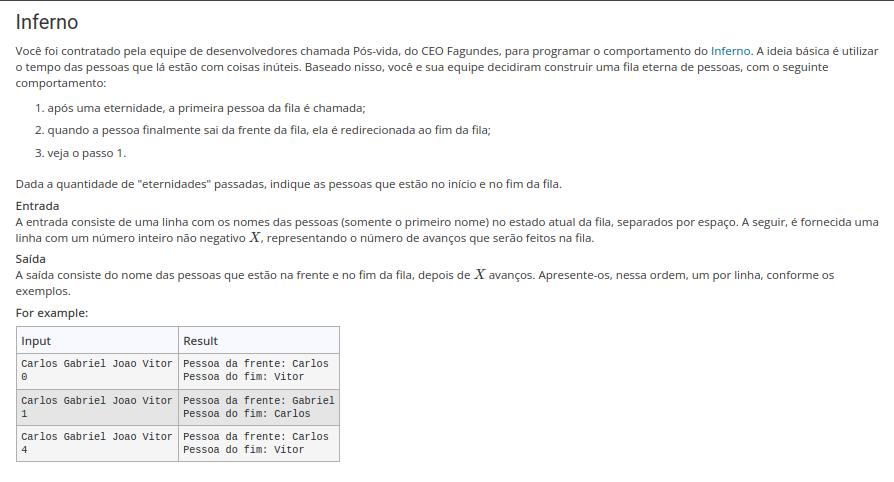 Inferno
Você foi contratado pela equipe de desenvolvedores chamada Pós-vida, do CEO Fagundes, para programar o comportamento do Inferno. A ideia básica é utilizar
o tempo das pessoas que lá estão com coisas inúteis. Baseado nisso, você e sua equipe decidiram construir uma fila eterna de pessoas, com o seguinte
comportamento:
1. após uma eternidade, a primeira pessoa da fila é chamada;
2. quando a pessoa finalmente sai da frente da fila, ela é redirecionada ao fim da fila;
3. veja o passo 1.
Dada a quantidade de "eternidades" passadas, indique as pessoas que estão no início e no fim da fila.
Entrada
A entrada consiste de uma linha com os nomes das pessoas (somente o primeiro nome) no estado atual da fila, separados por espaço. A seguir, é fornecida uma
linha com um número inteiro não negativo X, representando o número de avanços que serão feitos na fila.
Saída
A saída consiste do nome das pessoas que estão na frente e no fim da fila, depois de X avanços. Apresente-os, nessa ordem, um por linha, conforme os
exemplos.
For example:
Input Result
Carlos Gabriel Joao Vitor Pessoa da frente: Carlos
0 Pessoa do fim: Vitor
Carlos Gabriel Joao Vitor Pessoa da frente: Gabriel
1 Pessoa do fim: Carlos
Carlos Gabriel Joao Vitor Pessoa da frente: Carlos
4 Pessoa do fim: Vitor